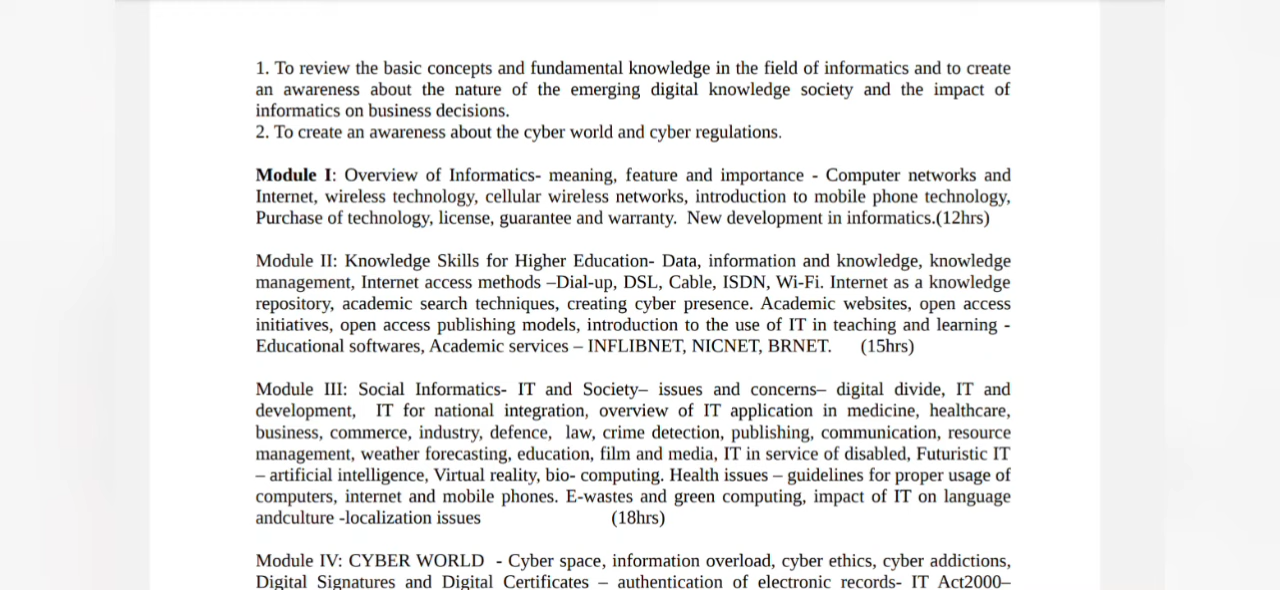 1. To review the basic concepts and fundamental knowledge in the field of informatics and to create
an awareness about the nature of the emerging digital knowledge society and the impact of
informatics on business decisions.
2. To create an awareness about the cyber world and cyber regulations.
Module I: Overview of Informatics- meaning, feature and importance - Computer networks and
Internet, wireless technology, cellular wireless networks, introduction to mobile phone technology,
Purchase of technology, license, guarantee and warranty.  New development in informatics.(12hrs)
Module II: Knowledge Skills for Higher Education- Data, information and knowledge, knowledge
management, Internet access methods –Dial-up, DSL, Cable, ISDN, Wi-Fi. Internet as a knowledge
repository, academic search techniques, creating cyber presence. Academic websites, open access
initiatives, open access publishing models, introduction to the use of IT in teaching and learning -
Educational softwares, Academic services – INFLIBNET, NICNET, BRNET.     (15hrs)
Module III: Social Informatics- IT and Society– issues and concerns– digital divide, IT and
development,  IT for national integration, overview of IT application in medicine, healthcare,
business, commerce, industry, defence,  law, crime detection, publishing, communication, resource
management, weather forecasting, education, film and media, IT in service of disabled, Futuristic IT
– artificial intelligence, Virtual reality, bio- computing. Health issues – guidelines for proper usage of
computers, internet and mobile phones. E-wastes and green computing, impact of IT on language
andculture -localization issues                    (18hrs)
Module IV: CYBER WORLD  - Cyber space, information overload, cyber ethics, cyber addictions,
Digital Signatures and Digital Certificates – authentication of electronic records- IT Act2000–